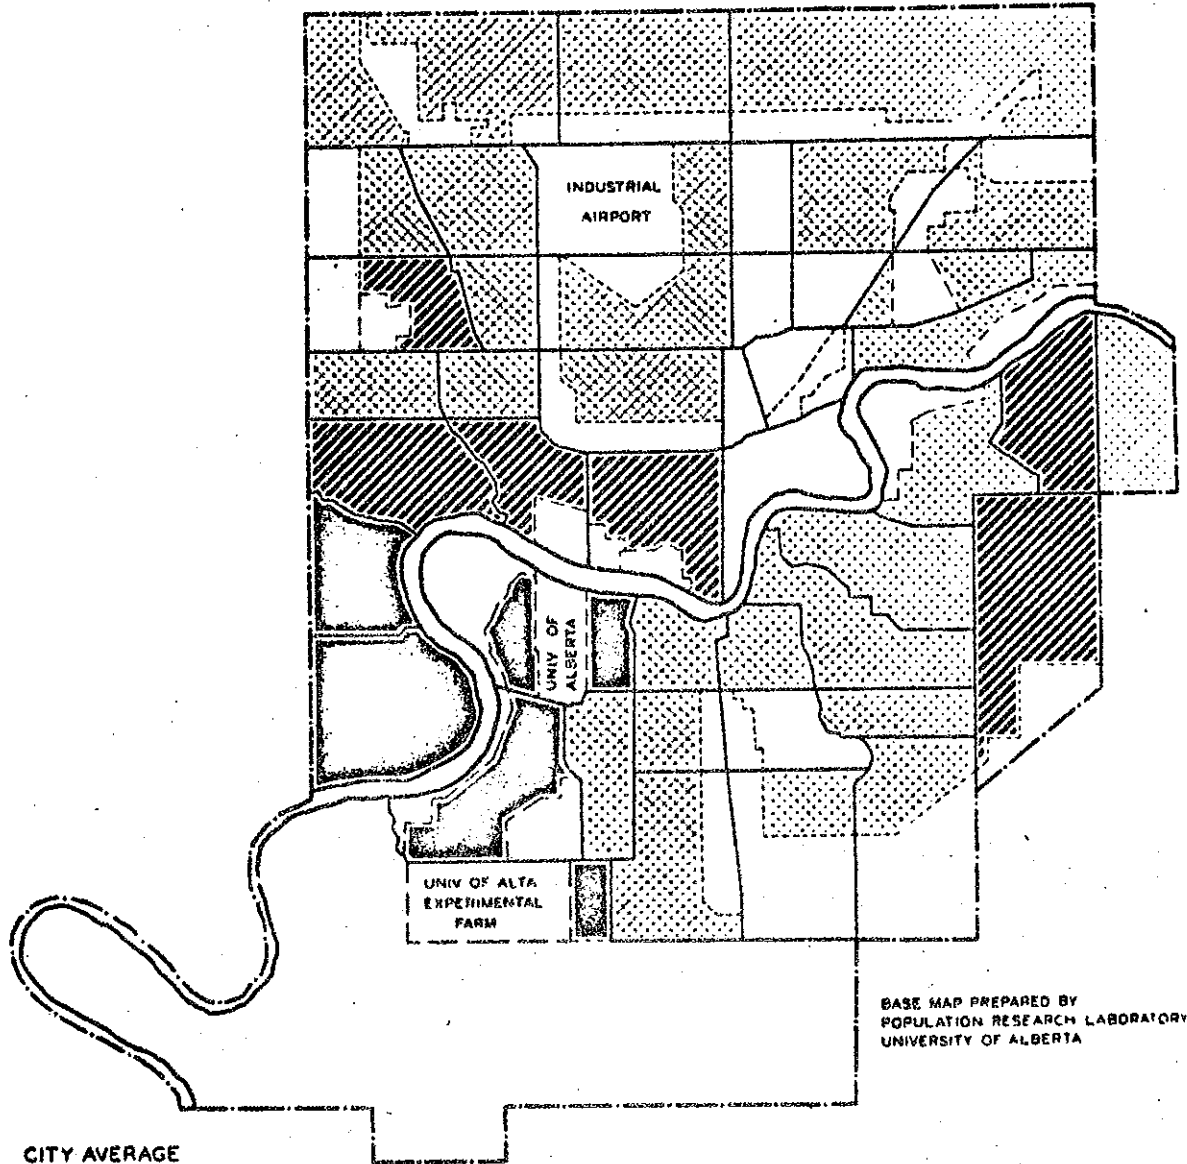 INDUSTRIAL
AIRPORT
UNIV OF
ALBERTA
UNIV OF ALTA
EXPERIMENTAL
FARM
BASE MAP PREPARED BY
POPULATION RESEARCH LABORATORY
UNIVERSITY OF ALBERTA
CITY AVERAGE